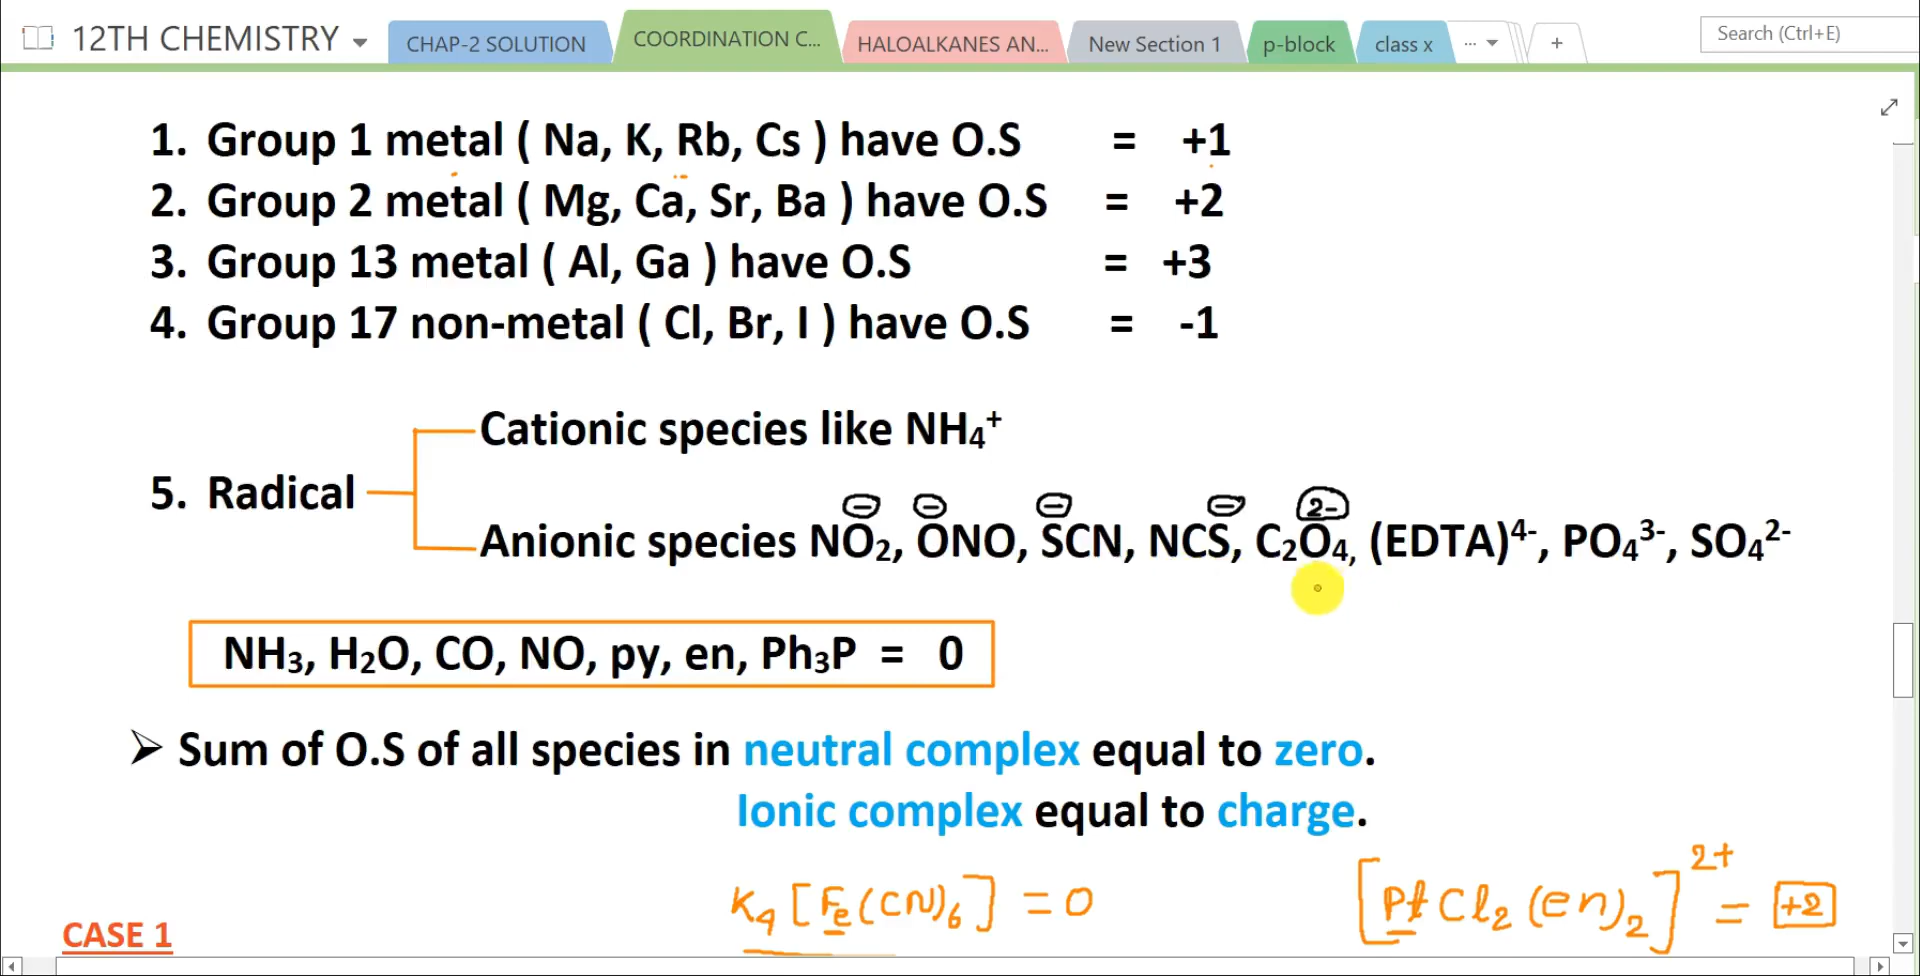 12TH CHEMISTRY
CHAP-2 SOLUTION
COORDINATION C...
HALOALKANES AN...
New Section 1
p-block
class x
...
+
Search (Ctrl+E)
1. Group 1 metal ( Na, K, Rb, Cs ) have O.S = +1
2. Group 2 metal ( Mg, Ca, Sr, Ba ) have O.S = +2
3. Group 13 metal ( Al, Ga ) have O.S = +3
4. Group 17 non-metal ( Cl, Br, I ) have O.S = -1
Cationic species like NH₄⁺
5. Radical
− − − − 2-
Anionic species NO₂, ONO, SCN, NCS, C₂O₄, (EDTA)⁴⁻, PO₄³⁻, SO₄²⁻
NH₃, H₂O, CO, NO, py, en, Ph₃P = 0
➢ Sum of O.S of all species in neutral complex equal to zero.
Ionic complex equal to charge.
K₄[Fe(CN)₆] = 0 [PtCl₂(en)₂]²⁺ = +2
CASE 1